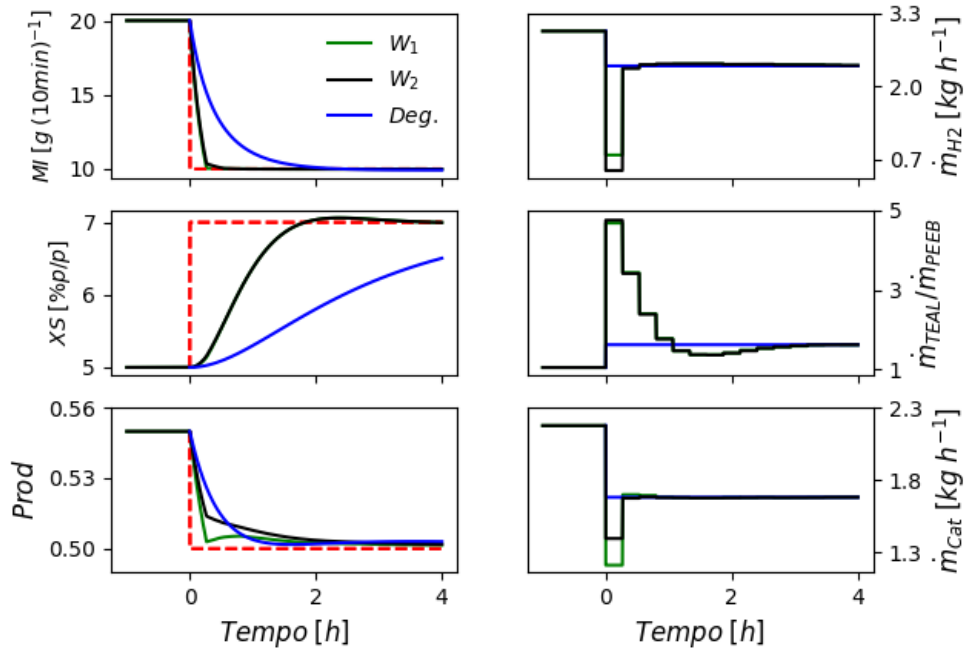 MI [g (10min)⁻¹]
20
15
10
W₁
W₂
Deg.
3.3
2.0
0.7
ṁ_H2 [kg h⁻¹]
XS [%p/p]
7
6
5
5
3
1
ṁ_TEAL/ṁ_PEEB
Prod
0.56
0.53
0.50
0 2 4
Tempo [h]
2.3
1.8
1.3
ṁ_Cat [kg h⁻¹]
0 2 4
Tempo [h]